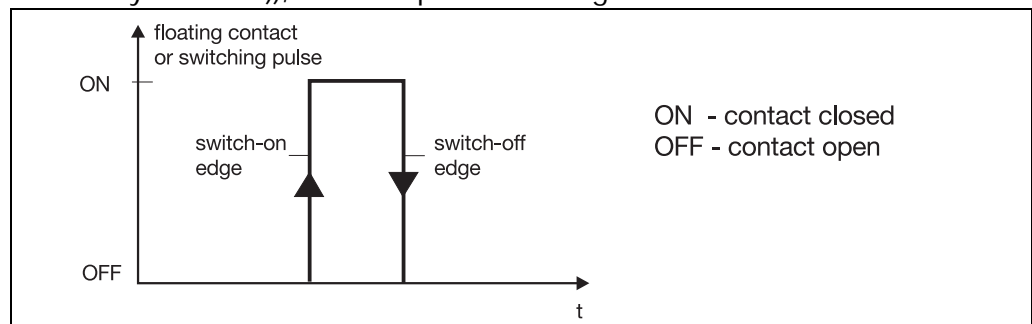 floating contact
or switching pulse
ON
switch-on
edge
switch-off
edge
OFF
t
ON - contact closed
OFF - contact open